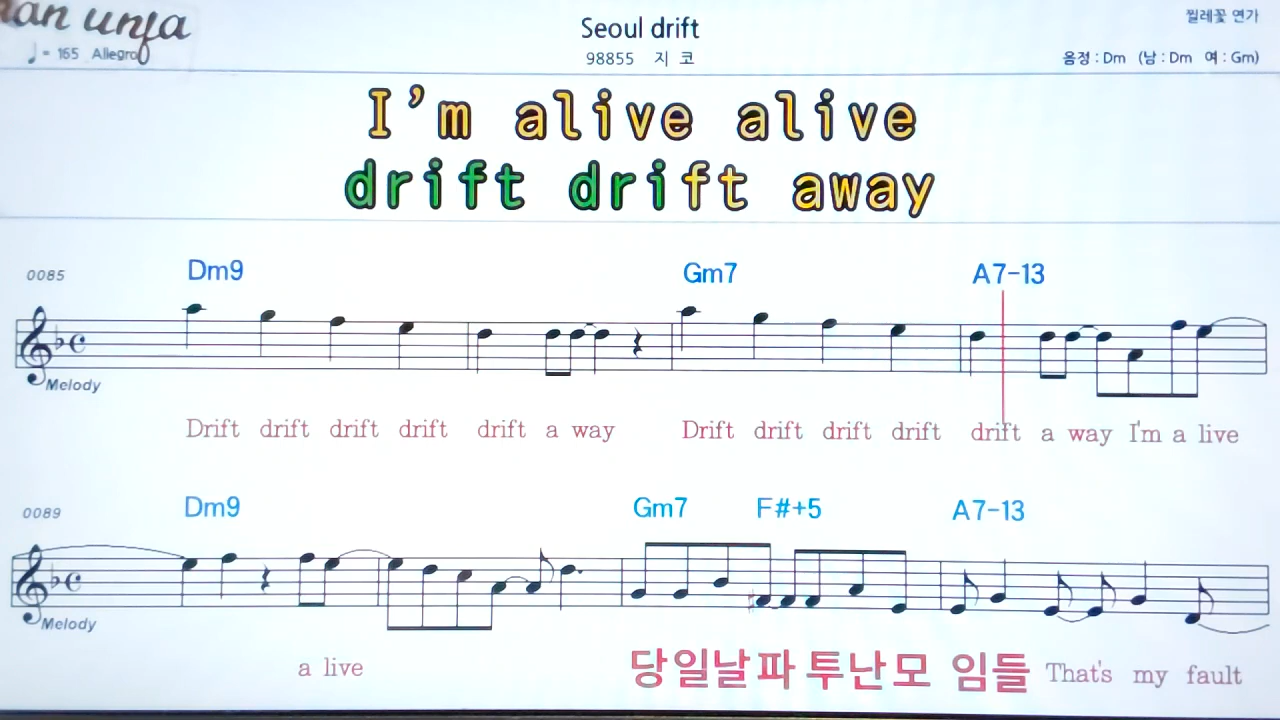 Seoul drift
찔레꽃 연가
♩= 165 Allegro
98855 지 코
음정 : Dm (남 : Dm 여 : Gm)
I'm alive alive
drift drift away
0085
Dm9 Gm7 A7-13
Melody
Drift drift drift drift drift a way Drift drift drift drift drift a way I'm a live
0089
Dm9 Gm7 F#+5 A7-13
Melody
a live 당일날파 투난모 임들 That's my fault